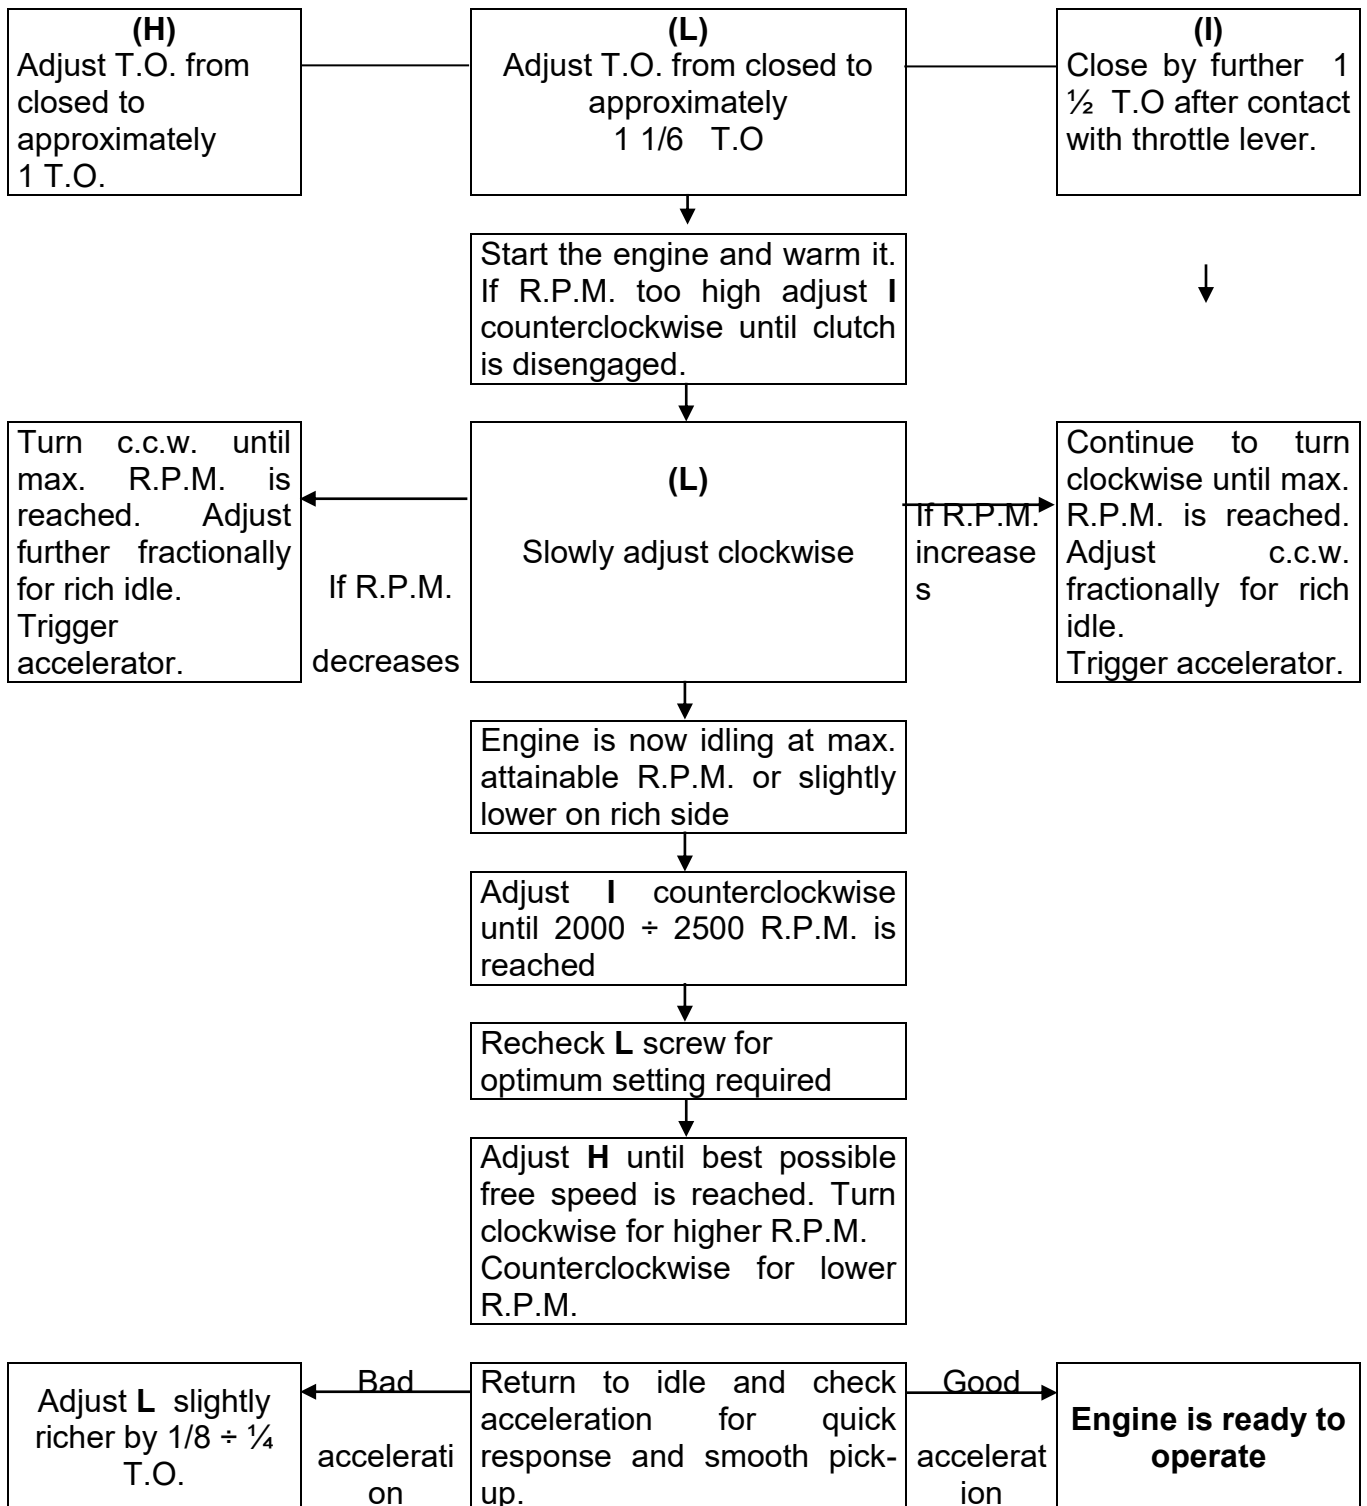 (H)
Adjust T.O. from
closed to
approximately
1 T.O.
(L)
Adjust T.O. from closed to
approximately
1 1/6 T.O
(I)
Close by further 1
½ T.O after contact
with throttle lever.
Start the engine and warm it.
If R.P.M. too high adjust I
counterclockwise until clutch
is disengaged.
Turn c.c.w. until
max. R.P.M. is
reached. Adjust
further fractionally
for rich idle.
Trigger
accelerator.
If R.P.M.
decreases
(L)
Slowly adjust clockwise
If R.P.M.
increase
s
Continue to turn
clockwise until max.
R.P.M. is reached.
Adjust c.c.w.
fractionally for rich
idle.
Trigger accelerator.
Engine is now idling at max.
attainable R.P.M. or slightly
lower on rich side
Adjust I counterclockwise
until 2000 ÷ 2500 R.P.M. is
reached
Recheck L screw for
optimum setting required
Adjust H until best possible
free speed is reached. Turn
clockwise for higher R.P.M.
Counterclockwise for lower
R.P.M.
Adjust L slightly
richer by 1/8 ÷ ¼
T.O.
Bad
accelerati
on
Return to idle and check
acceleration for quick
response and smooth pick-
up.
Good
accelerat
ion
Engine is ready to
operate